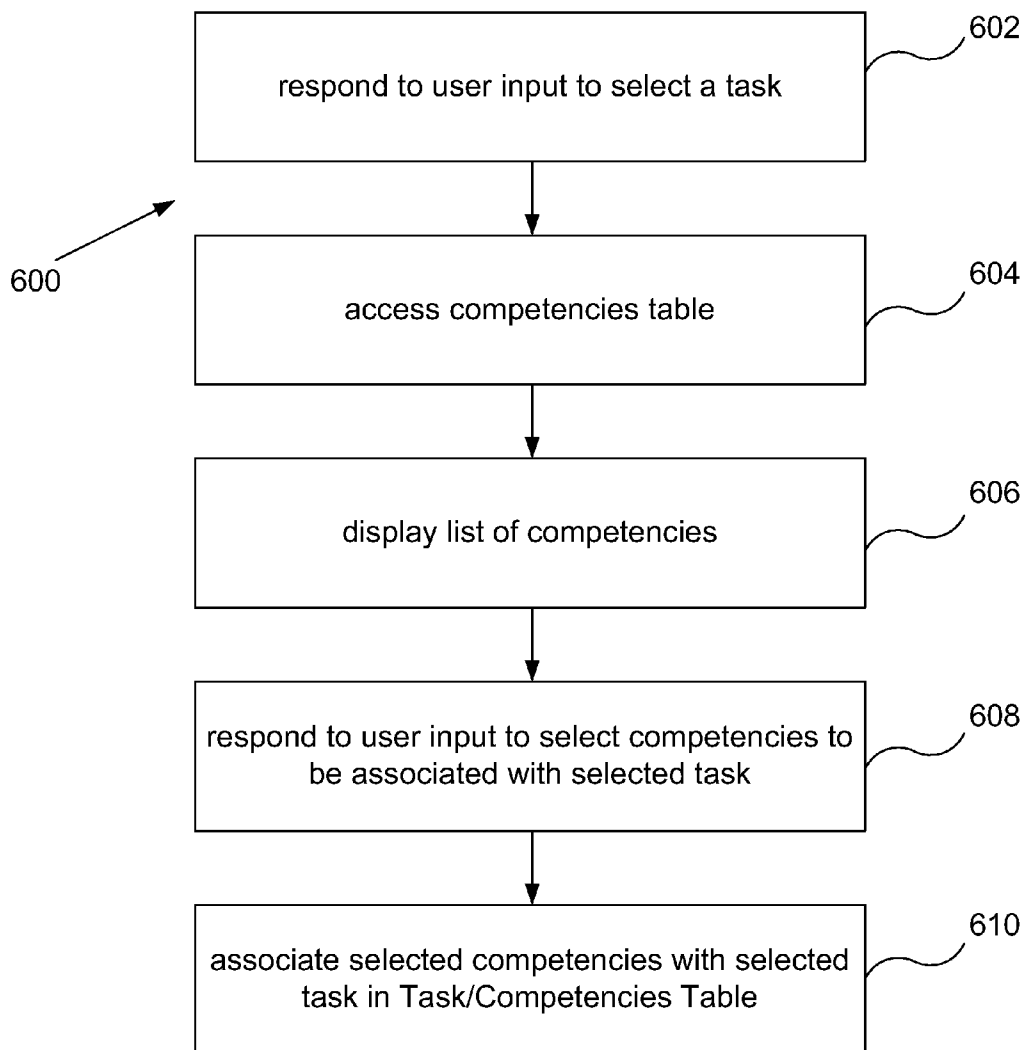 602
respond to user input to select a task
600
604
access competencies table
606
display list of competencies
608
respond to user input to select competencies to
be associated with selected task
610
associate selected competencies with selected
task in Task/Competencies Table